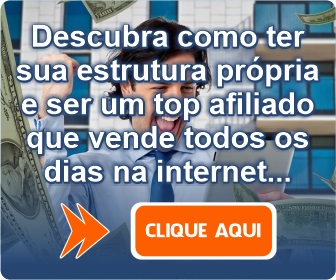 Descubra como ter
sua estrutura própria
e ser um top afiliado
que vende todos os
dias na internet...
CLIQUE AQUI